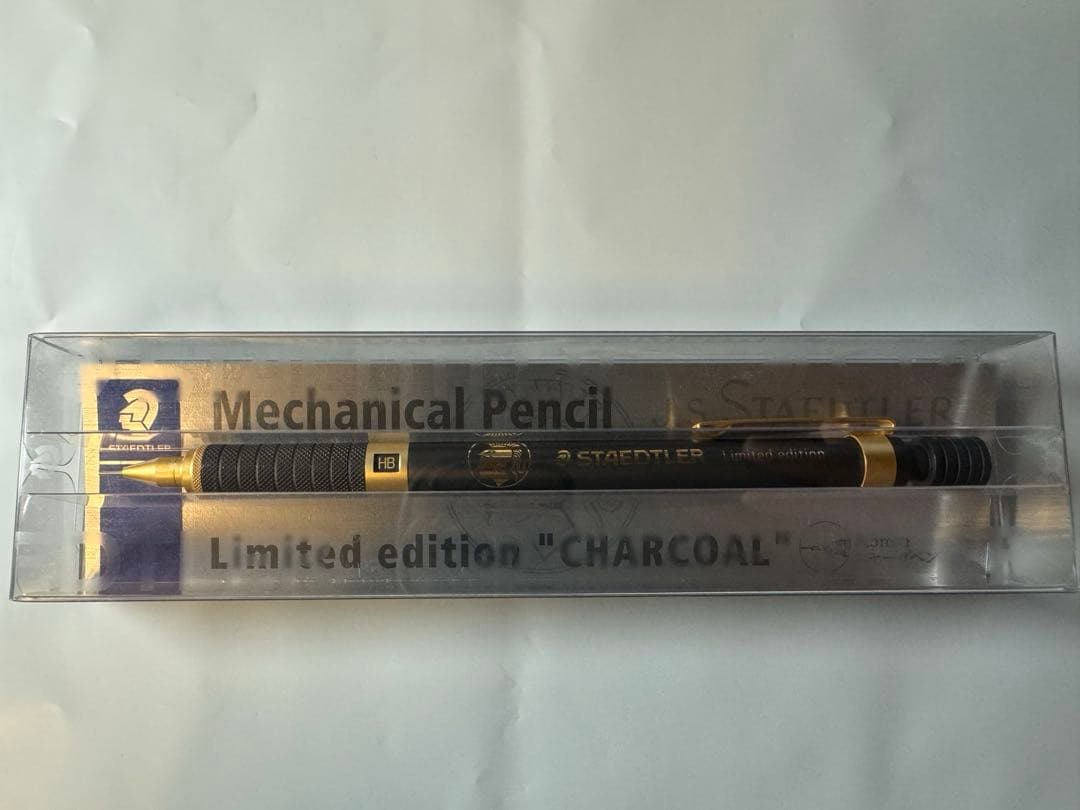 Mechanical Pencil
J.S. STAEDTLER
STAEDTLER
HB
STAEDTLER Limited edition
Limited edition "CHARCOAL"